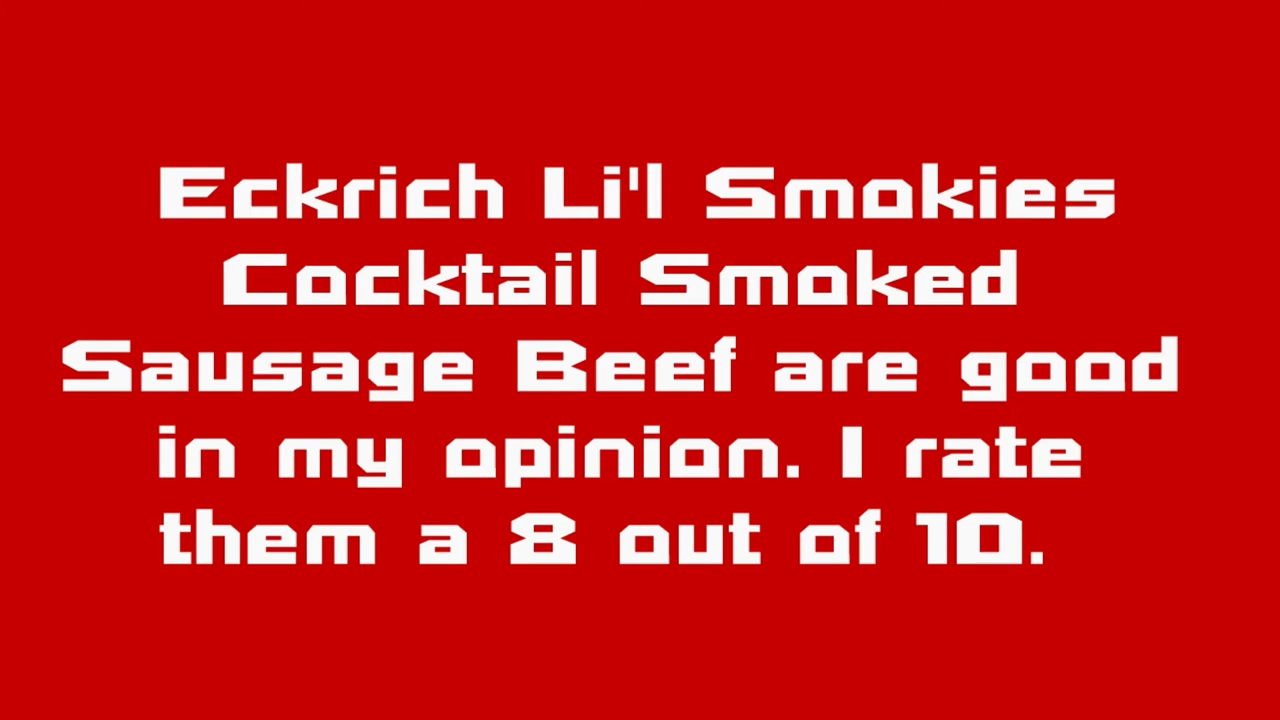 Eckrich Li'l Smokies
Cocktail Smoked
Sausage Beef are good
in my opinion. I rate
them a 8 out of 10.